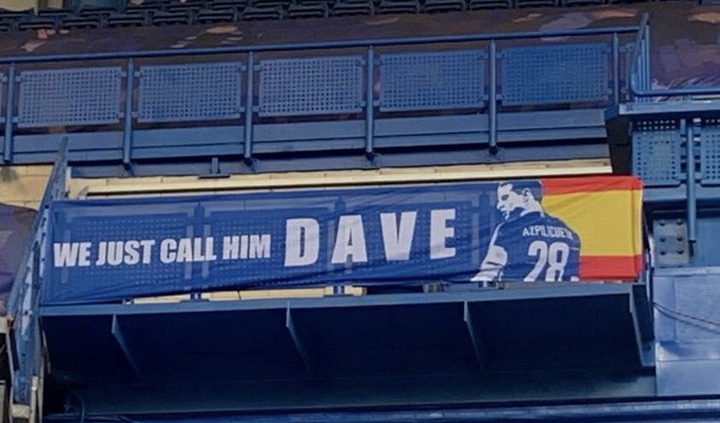 WE JUST CALL HIM DAVE
AZPILICUETA
28